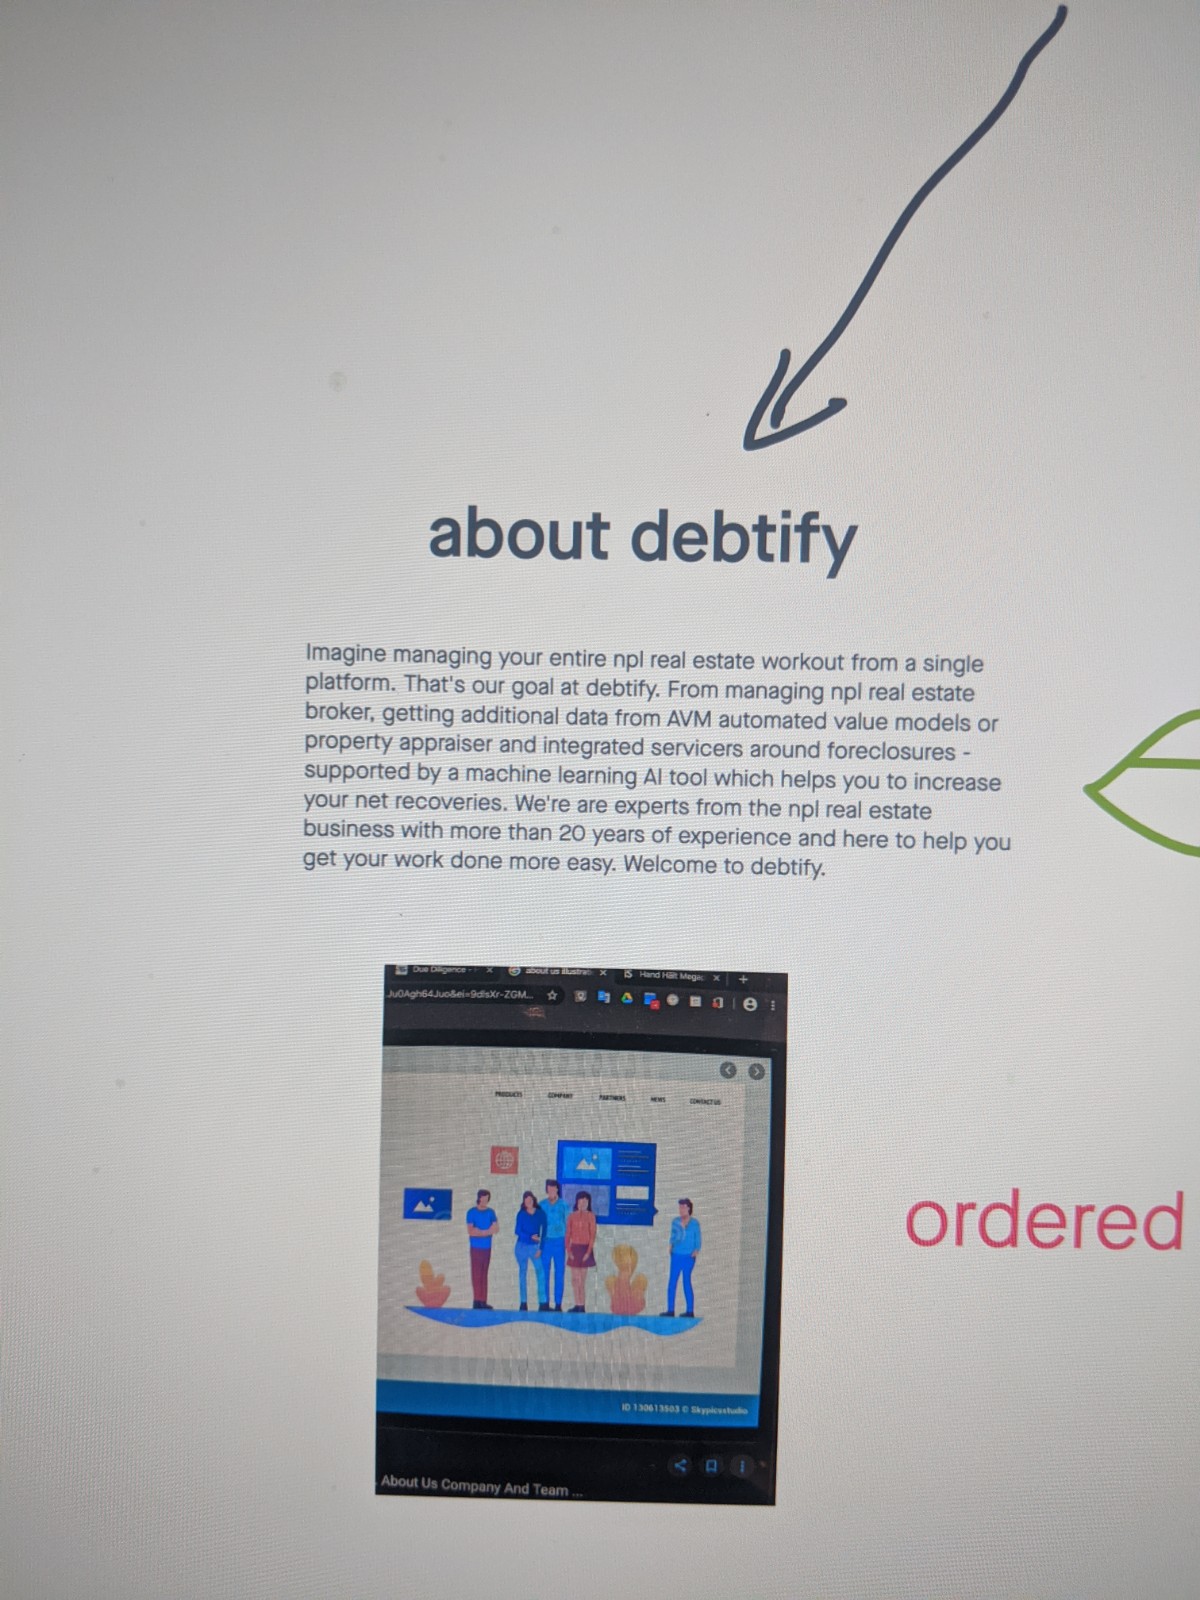 about debtify
Imagine managing your entire npl real estate workout from a single
platform. That's our goal at debtify. From managing npl real estate
broker, getting additional data from AVM automated value models or
property appraiser and integrated servicers around foreclosures -
supported by a machine learning AI tool which helps you to increase
your net recoveries. We're are experts from the npl real estate
business with more than 20 years of experience and here to help you
get your work done more easy. Welcome to debtify.
Due Diligence - about us illustrati Hand Halt Mega
JuOAgh64Juo&ei=9disXr-ZGM...
PRODUCTS COMPANY PARTNERS NEWS CONTACT US
ordered
ID 130613503 © Skypicsstudio
About Us Company And Team ...